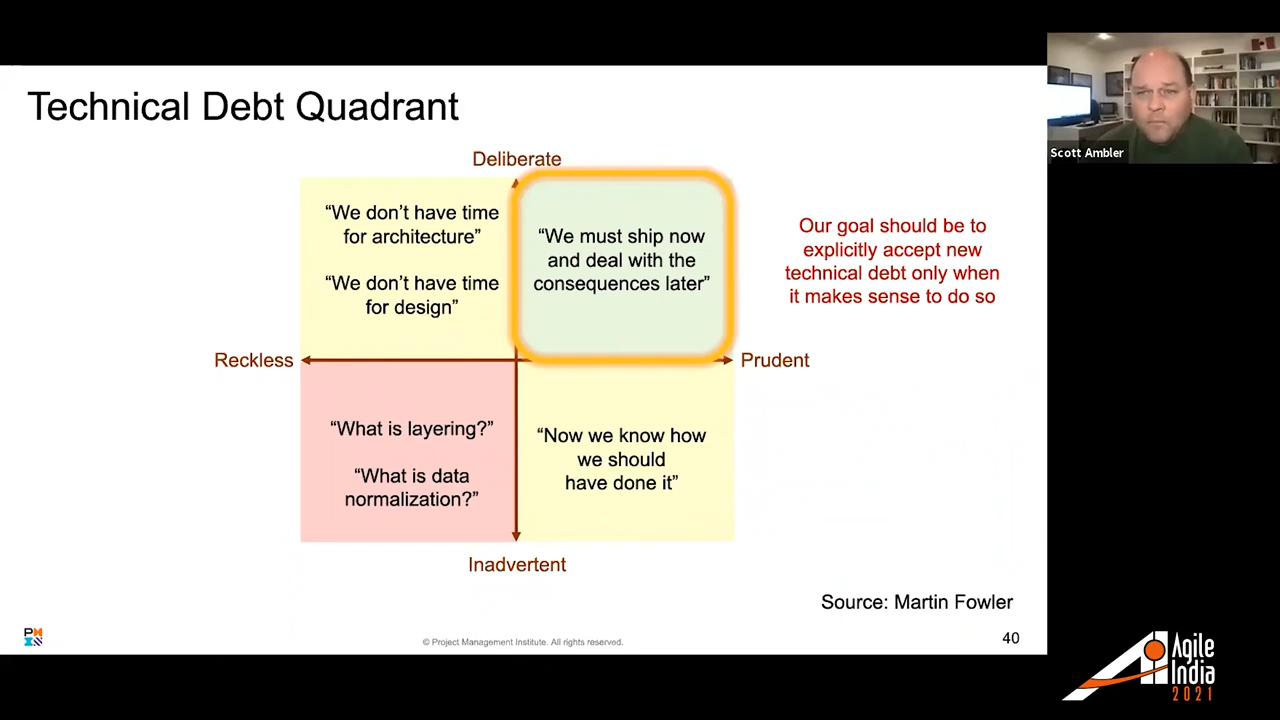 Technical Debt Quadrant
Deliberate
“We don’t have time
for architecture”
“We don’t have time
for design”
“We must ship now
and deal with the
consequences later”
Our goal should be to
explicitly accept new
technical debt only when
it makes sense to do so
Reckless
Prudent
“What is layering?”
“What is data
normalization?”
“Now we know how
we should
have done it”
Inadvertent
Source: Martin Fowler
© Project Management Institute. All rights reserved.
40
Scott Ambler
Agile
India
2021